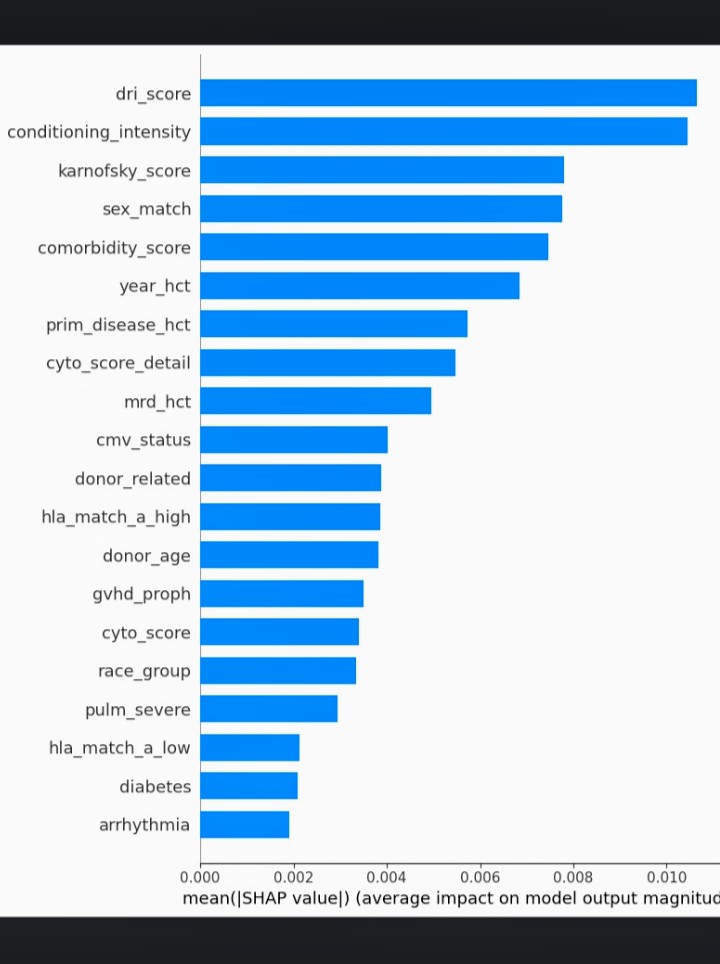 dri_score
conditioning_intensity
karnofsky_score
sex_match
comorbidity_score
year_hct
prim_disease_hct
cyto_score_detail
mrd_hct
cmv_status
donor_related
hla_match_a_high
donor_age
gvhd_proph
cyto_score
race_group
pulm_severe
hla_match_a_low
diabetes
arrhythmia
0.000 0.002 0.004 0.006 0.008 0.010
mean(|SHAP value|) (average impact on model output magnitud